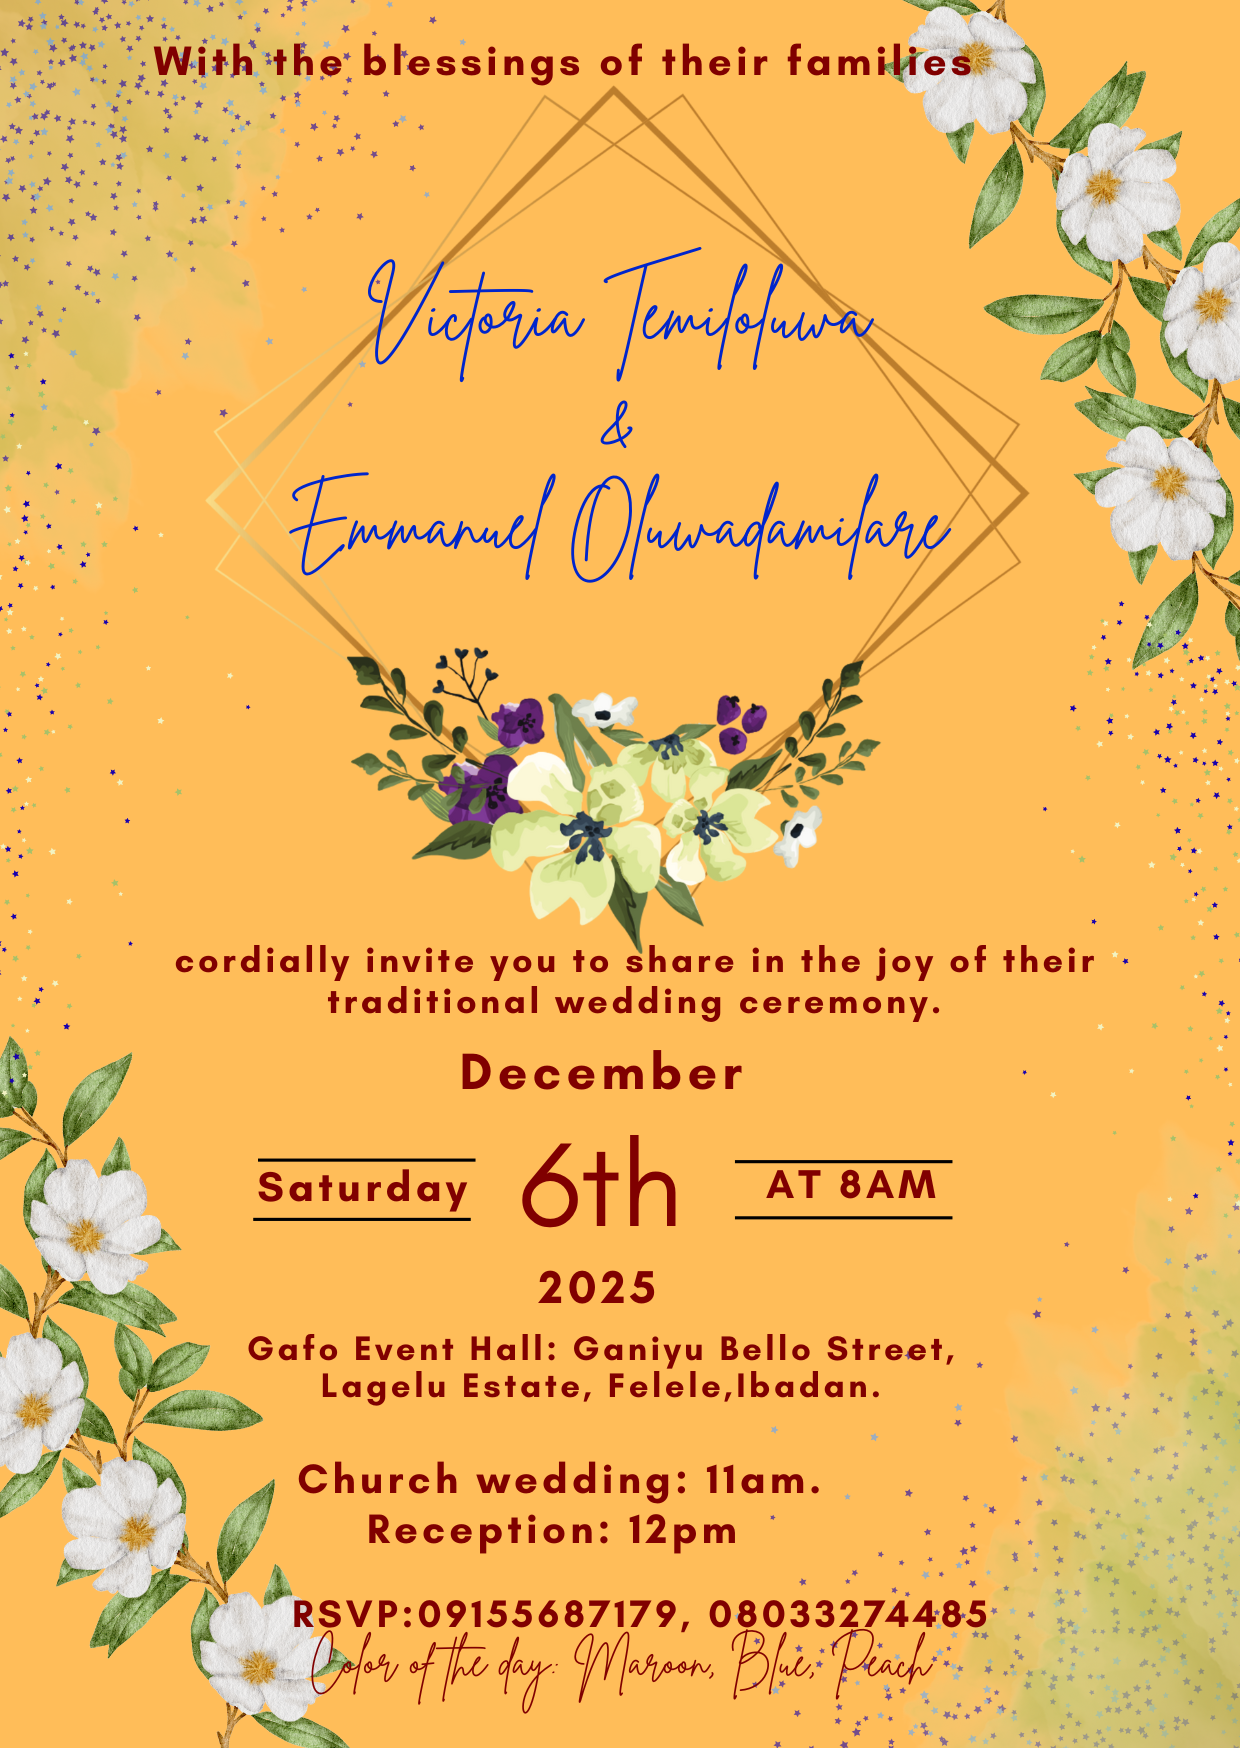 With the blessings of their families
Victoria Temiloluwa
&
Emmanuel Oluwadamilare
cordially invite you to share in the joy of their
traditional wedding ceremony.
December
Saturday
6th
AT 8AM
2025
Gafo Event Hall: Ganiyu Bello Street,
Lagelu Estate, Felele,Ibadan.
Church wedding: 11am.
Reception: 12pm
RSVP:09155687179, 08033274485
Color of the day: Maroon, Blue, Peach